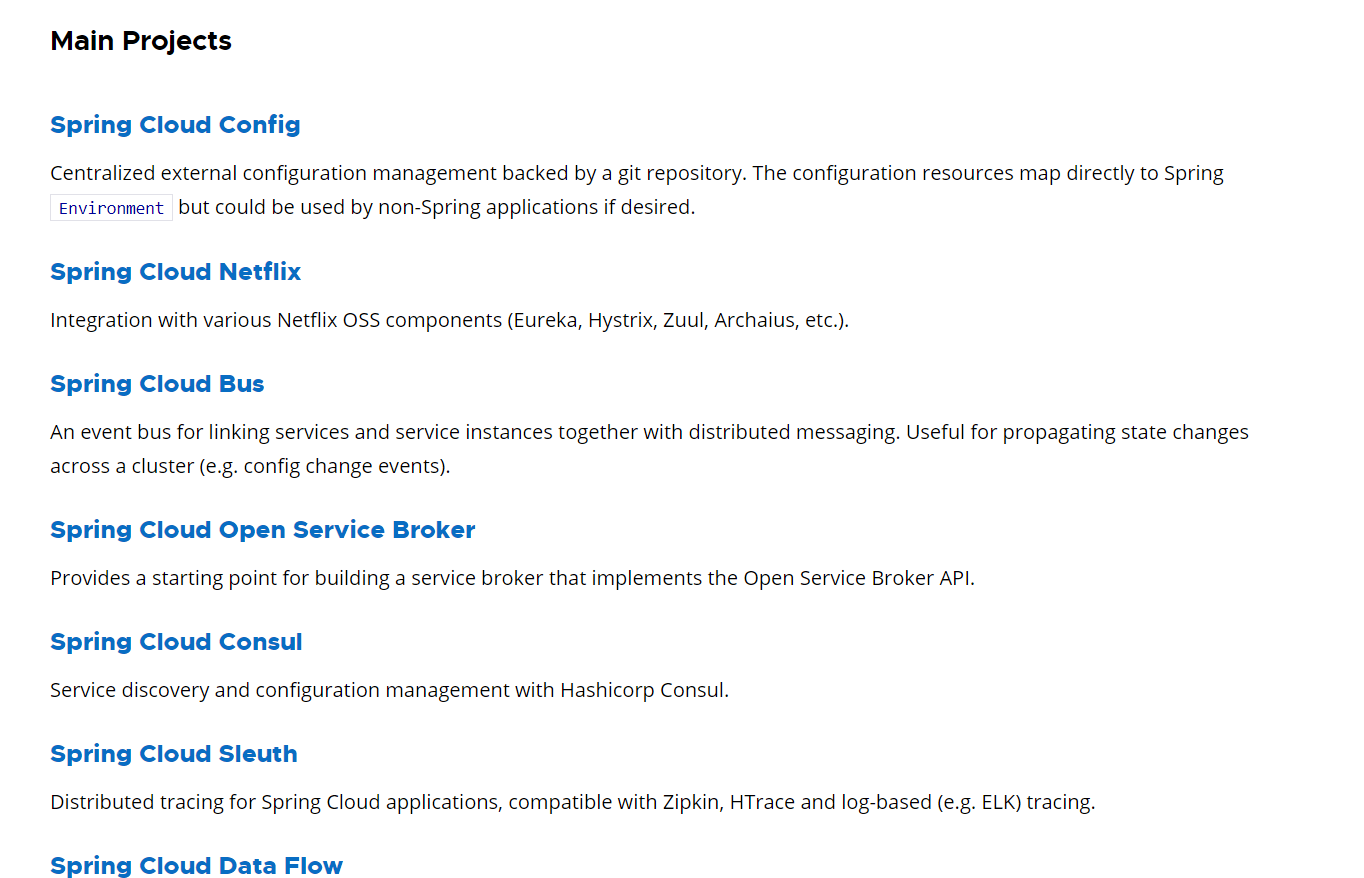 Main Projects
Spring Cloud Config
Centralized external configuration management backed by a git repository. The configuration resources map directly to Spring
Environment but could be used by non-Spring applications if desired.
Spring Cloud Netflix
Integration with various Netflix OSS components (Eureka, Hystrix, Zuul, Archaius, etc.).
Spring Cloud Bus
An event bus for linking services and service instances together with distributed messaging. Useful for propagating state changes
across a cluster (e.g. config change events).
Spring Cloud Open Service Broker
Provides a starting point for building a service broker that implements the Open Service Broker API.
Spring Cloud Consul
Service discovery and configuration management with Hashicorp Consul.
Spring Cloud Sleuth
Distributed tracing for Spring Cloud applications, compatible with Zipkin, HTrace and log-based (e.g. ELK) tracing.
Spring Cloud Data Flow